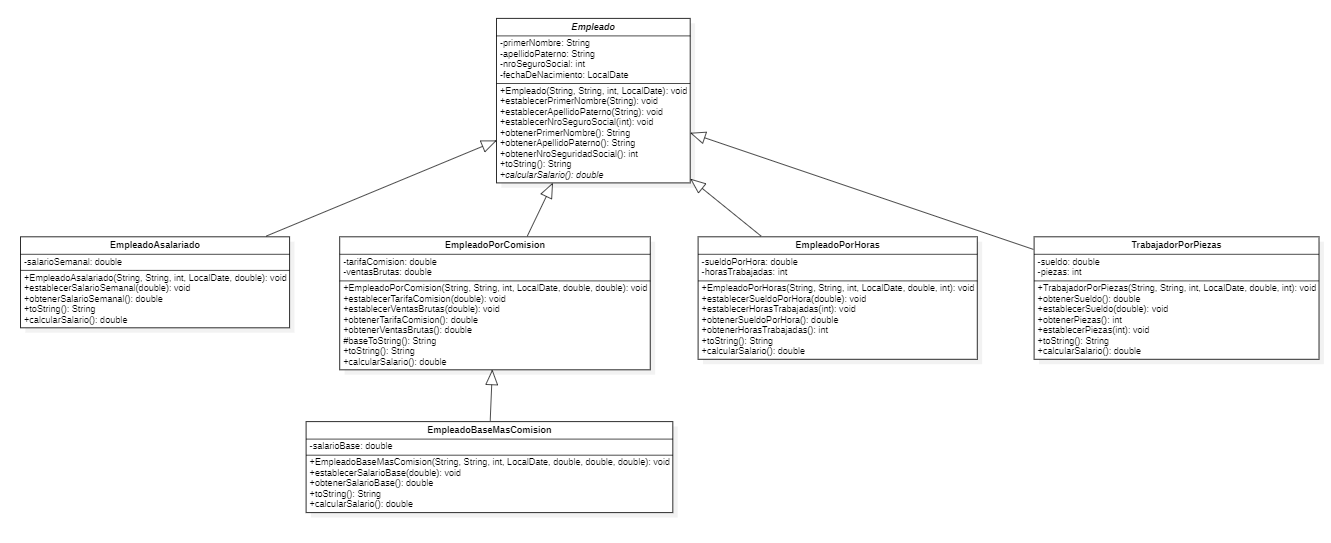 Empleado
-primerNombre: String
-apellidoPaterno: String
-nroSeguroSocial: int
-fechaDeNacimiento: LocalDate
+Empleado(String, String, int, LocalDate): void
+establecerPrimerNombre(String): void
+establecerApellidoPaterno(String): void
+establecerNroSeguroSocial(int): void
+obtenerPrimerNombre(): String
+obtenerApellidoPaterno(): String
+obtenerNroSeguridadSocial(): int
+toString(): String
+calcularSalario(): double
EmpleadoAsalariado
-salarioSemanal: double
+EmpleadoAsalariado(String, String, int, LocalDate, double): void
+establecerSalarioSemanal(double): void
+obtenerSalarioSemanal(): double
+toString(): String
+calcularSalario(): double
EmpleadoPorComision
-tarifaComision: double
-ventasBrutas: double
+EmpleadoPorComision(String, String, int, LocalDate, double, double): void
+establecerTarifaComision(double): void
+establecerVentasBrutas(double): void
+obtenerTarifaComision(): double
+obtenerVentasBrutas(): double
#baseToString(): String
+toString(): String
+calcularSalario(): double
EmpleadoPorHoras
-sueldoPorHora: double
-horasTrabajadas: int
+EmpleadoPorHoras(String, String, int, LocalDate, double, int): void
+establecerSueldoPorHora(double): void
+establecerHorasTrabajadas(int): void
+obtenerSueldoPorHora(): double
+obtenerHorasTrabajadas(): int
+toString(): String
+calcularSalario(): double
TrabajadorPorPiezas
-sueldo: double
-piezas: int
+TrabajadorPorPiezas(String, String, int, LocalDate, double, int): void
+obtenerSueldo(): double
+establecerSueldo(double): void
+obtenerPiezas(): int
+establecerPiezas(int): void
+toString(): String
+calcularSalario(): double
EmpleadoBaseMasComision
-salarioBase: double
+EmpleadoBaseMasComision(String, String, int, LocalDate, double, double, double): void
+establecerSalarioBase(double): void
+obtenerSalarioBase(): double
+toString(): String
+calcularSalario(): double